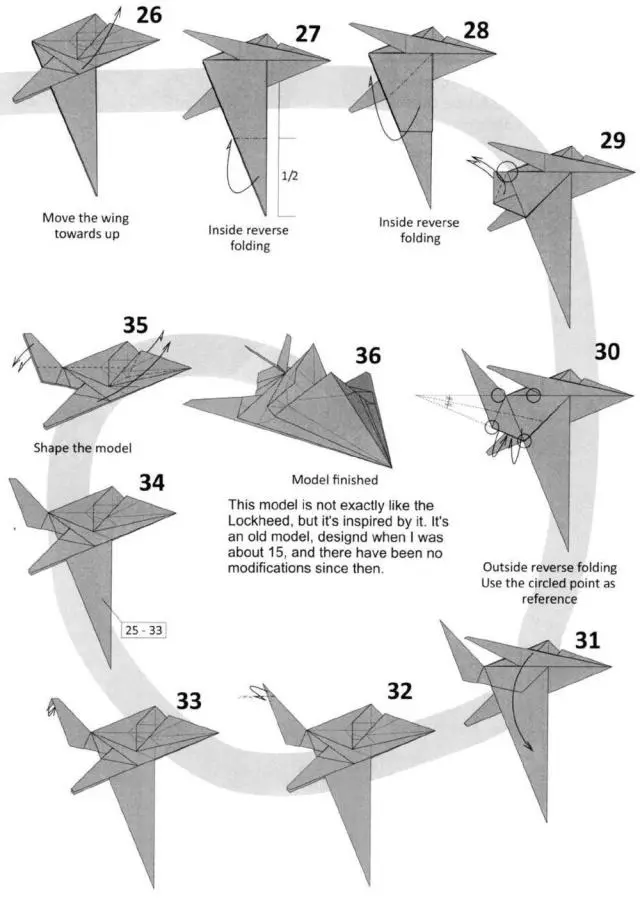 26
Move the wing
towards up
27
1/2
Inside reverse
folding
28
Inside reverse
folding
29
30
Outside reverse folding
Use the circled point as
reference
31
32
33
34
25 - 33
35
Shape the model
36
Model finished
This model is not exactly like the
Lockheed, but it's inspired by it. It's
an old model, designd when I was
about 15, and there have been no
modifications since then.